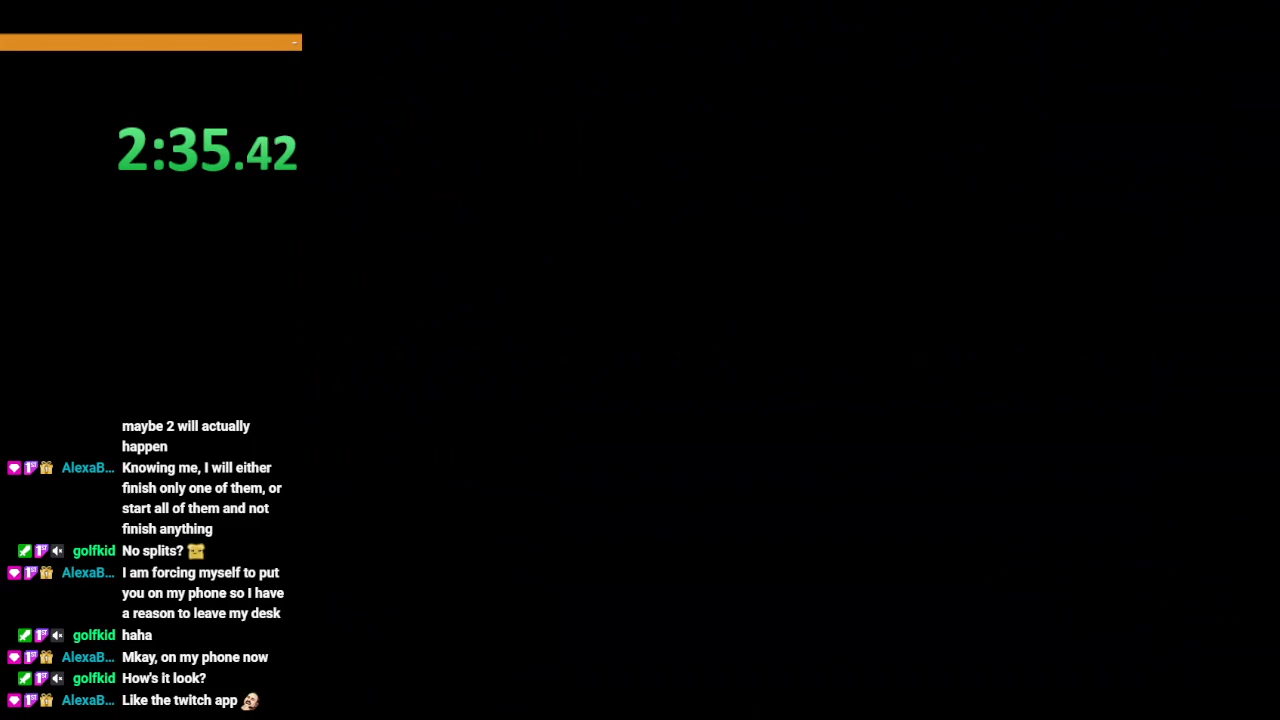 2:35.42
maybe 2 will actually
happen
AlexaB... Knowing me, I will either
finish only one of them, or
start all of them and not
finish anything
golfkid No splits?
AlexaB... I am forcing myself to put
you on my phone so I have
a reason to leave my desk
golfkid haha
AlexaB... Mkay, on my phone now
golfkid How's it look?
AlexaB... Like the twitch app